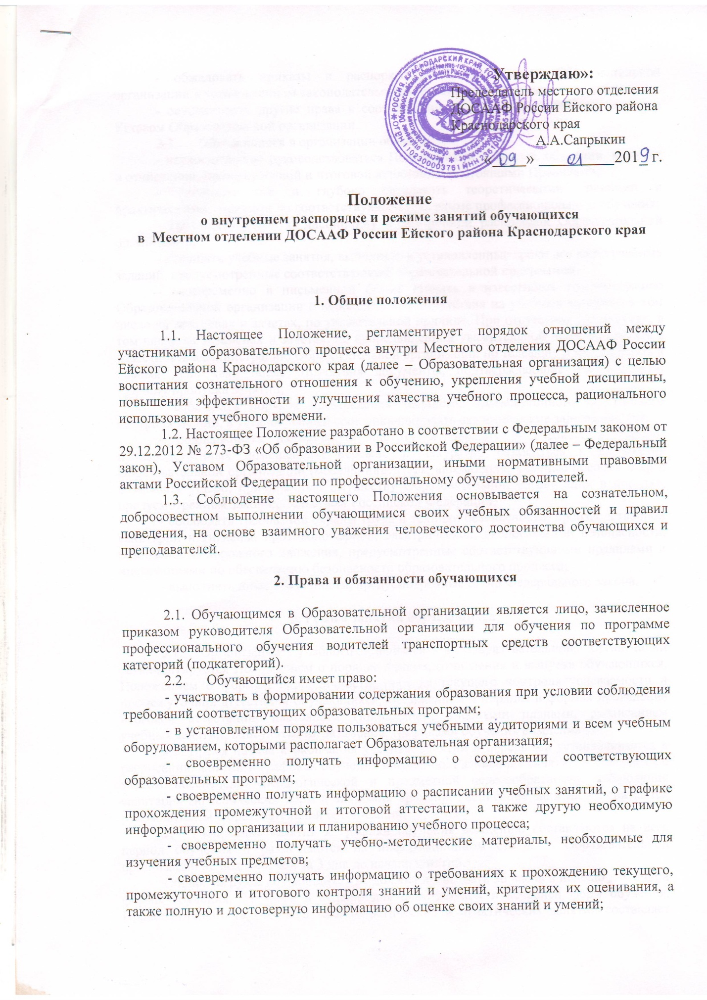 Утверждаю»:
Председатель местного отделения
ДОСААФ России Ейского района
Краснодарского края
А.А.Сапрыкин
«09» 01 2019 г.
Положение
о внутреннем распорядке и режиме занятий обучающихся
в Местном отделении ДОСААФ России Ейского района Краснодарского края
1. Общие положения
1.1. Настоящее Положение, регламентирует порядок отношений между
участниками образовательного процесса внутри Местного отделения ДОСААФ России
Ейского района Краснодарского края (далее – Образовательная организация) с целью
воспитания сознательного отношения к обучению, укрепления учебной дисциплины,
повышения эффективности и улучшения качества учебного процесса, рационального
использования учебного времени.
1.2. Настоящее Положение разработано в соответствии с Федеральным законом от
29.12.2012 № 273-ФЗ «Об образовании в Российской Федерации» (далее – Федеральный
закон), Уставом Образовательной организации, иными нормативными правовыми
актами Российской Федерации по профессиональному обучению водителей.
1.3. Соблюдение настоящего Положения основывается на сознательном,
добросовестном выполнении обучающимися своих учебных обязанностей и правил
поведения, на основе взаимного уважения человеческого достоинства обучающихся и
преподавателей.
2. Права и обязанности обучающихся
2.1. Обучающимся в Образовательной организации является лицо, зачисленное
приказом руководителя Образовательной организации для обучения по программе
профессионального обучения водителей транспортных средств соответствующих
категорий (подкатегорий).
2.2. Обучающийся имеет право:
- участвовать в формировании содержания образования при условии соблюдения
требований соответствующих образовательных программ;
- в установленном порядке пользоваться учебными аудиториями и всем учебным
оборудованием, которыми располагает Образовательная организация;
- своевременно получать информацию о содержании соответствующих
образовательных программ;
- своевременно получать информацию о расписании учебных занятий, о графике
прохождения промежуточной и итоговой аттестации, а также другую необходимую
информацию по организации и планированию учебного процесса;
- своевременно получать учебно-методические материалы, необходимые для
изучения учебных предметов;
- своевременно получать информацию о требованиях к прохождению текущего,
промежуточного и итогового контроля знаний и умений, критериях их оценивания, а
также полную и достоверную информацию об оценке своих знаний и умений;